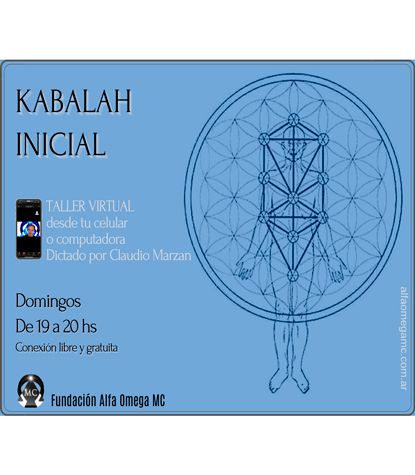 KABALAH
INICIAL
TALLER VIRTUAL
desde tu celular
o computadora
Dictado por Claudio Marzan
Domingos
De 19 a 20 hs
Conexión libre y gratuita
MC
Fundación Alfa Omega MC
alfaomegamc.com.ar